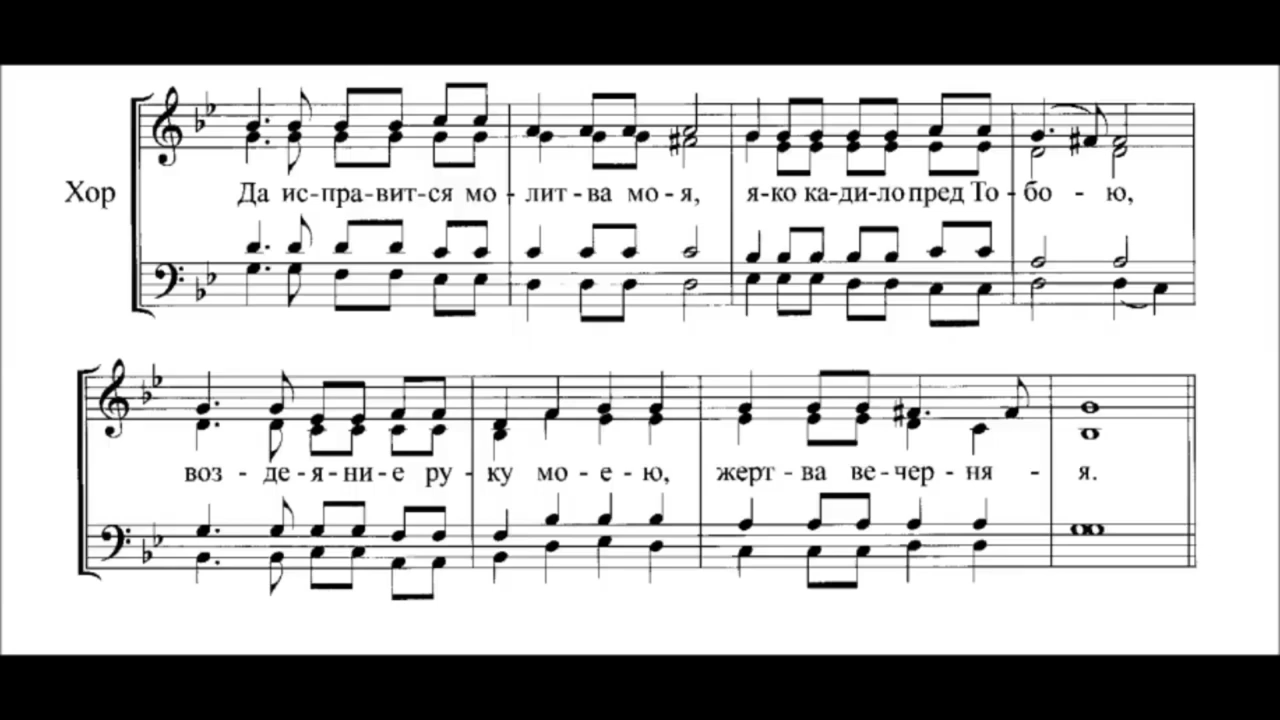 Хор
Да ис-пра-вит-ся мо - лит - ва мо - я, я-ко ка-ди-ло пред То - бо - ю,
воз - де - я - ни - е ру - ку мо - е - ю, жерт - ва ве - чер - ня - я.